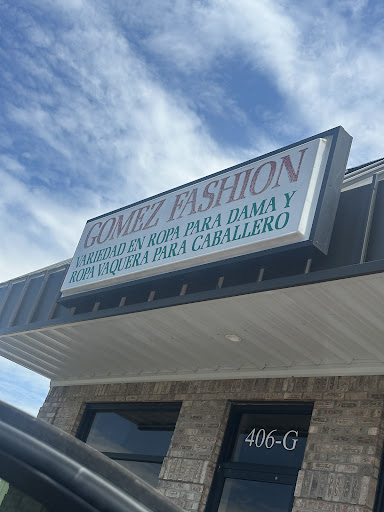 GOMEZ FASHION
VARIEDAD EN ROPA PARA DAMA Y
ROPA VAQUERA PARA CABALLERO
406-G